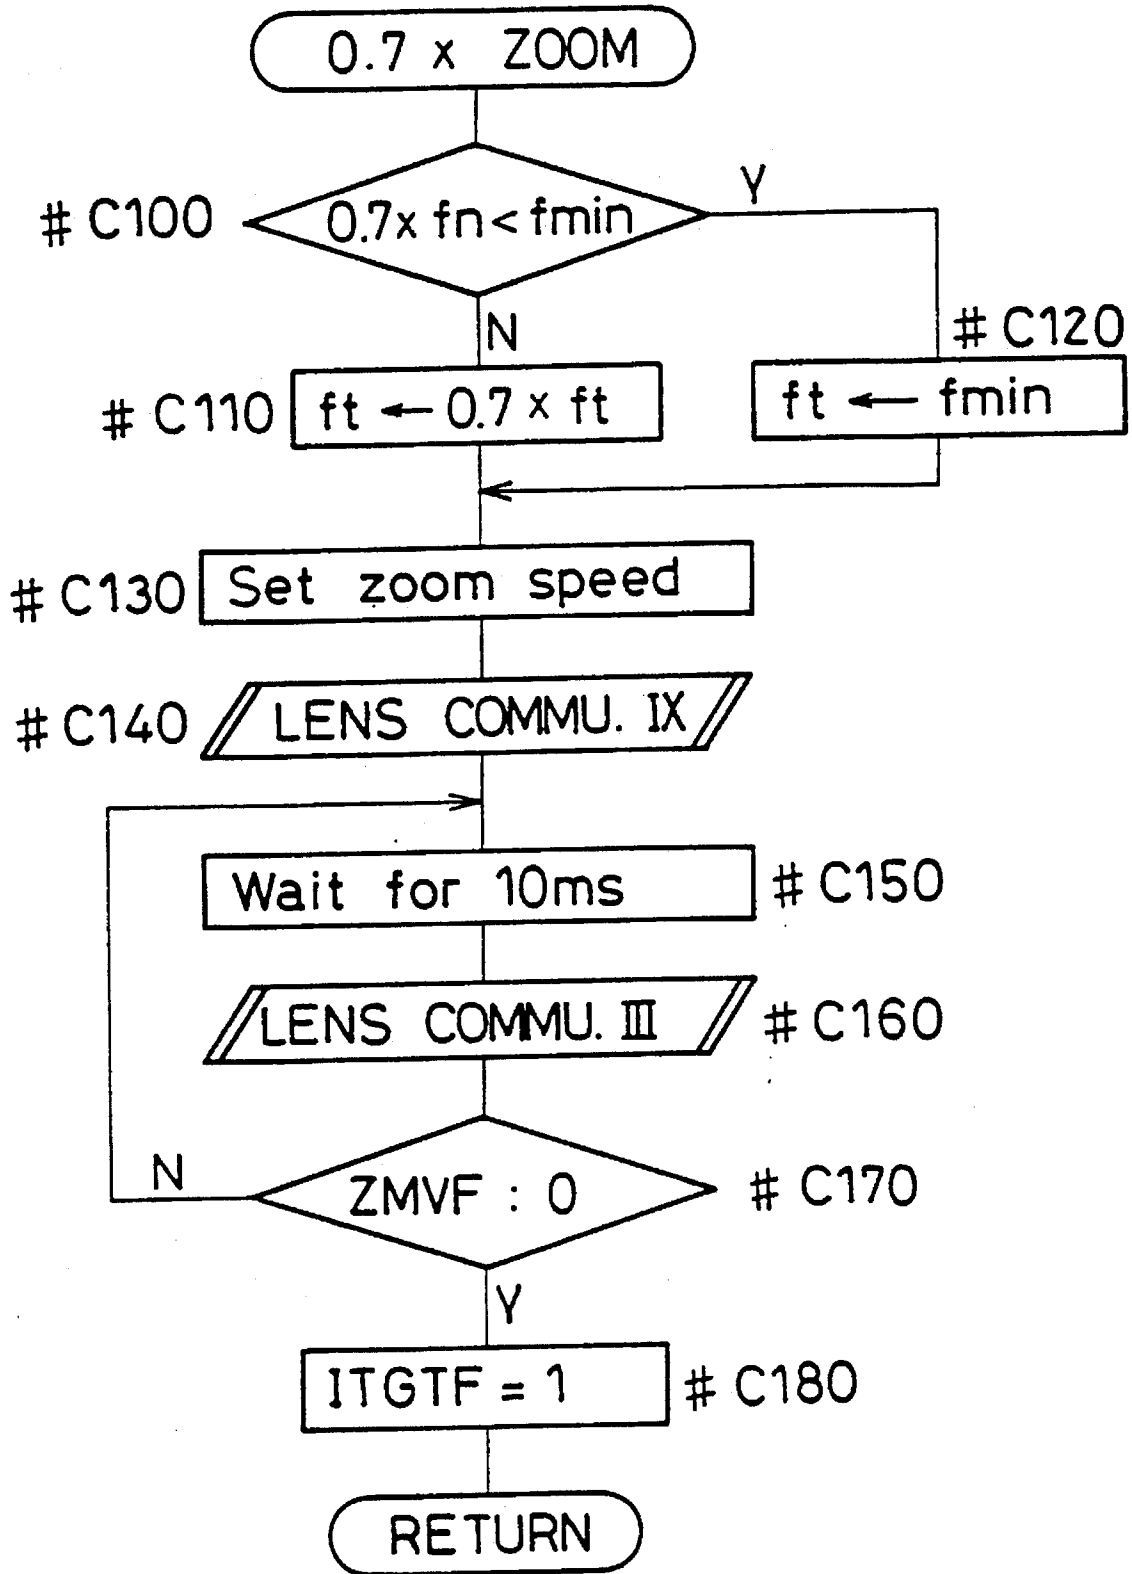 0.7 x ZOOM
# C100
0.7x fn < fmin
Y
N
# C120
# C110
ft ← 0.7 x ft
ft ← fmin
# C130
Set zoom speed
# C140
LENS COMMU. IX
Wait for 10ms
# C150
LENS COMMU. III
# C160
N
ZMVF : 0
# C170
Y
ITGTF = 1
# C180
RETURN